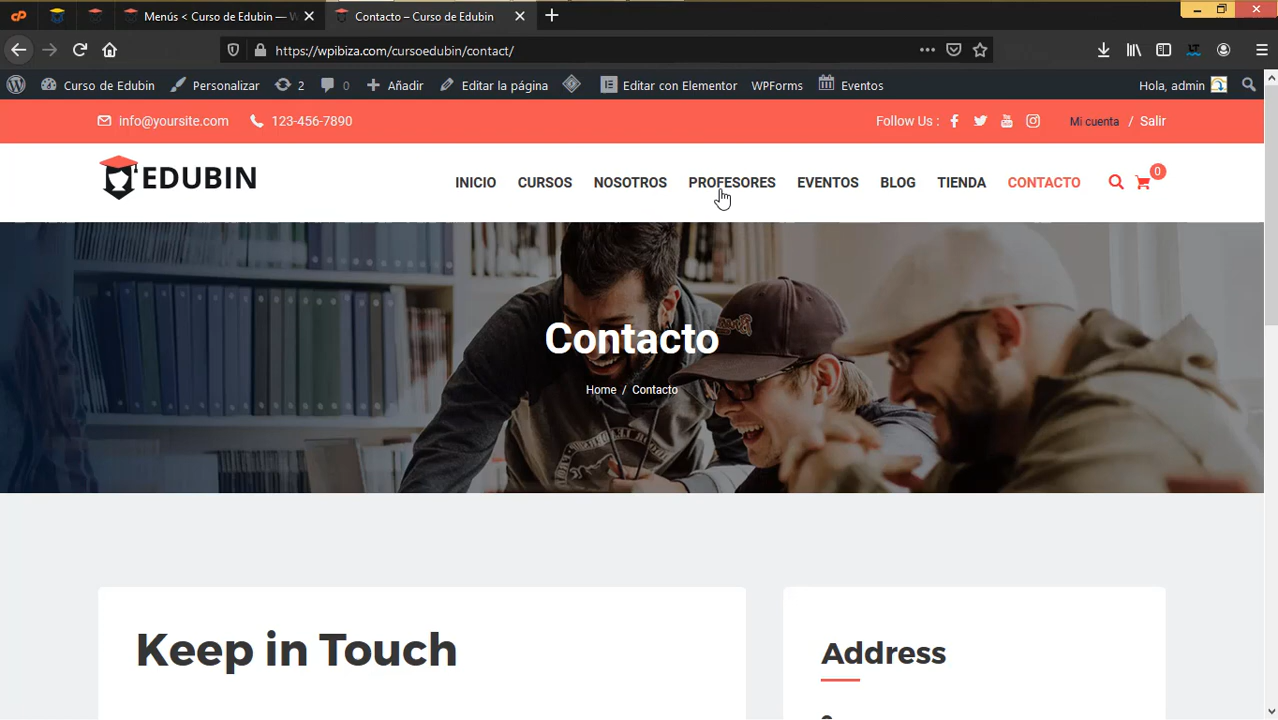 Menús < Curso de Edubin — W
Contacto – Curso de Edubin
https://wpibiza.com/cursoedubin/contact/
Curso de Edubin Personalizar 2 0 Añadir Editar la página Editar con Elementor WPForms Eventos Hola, admin
info@yoursite.com 123-456-7890 Follow Us : Mi cuenta / Salir
EDUBIN INICIO CURSOS NOSOTROS PROFESORES EVENTOS BLOG TIENDA CONTACTO 0
Contacto
Home / Contacto
Keep in Touch
Address